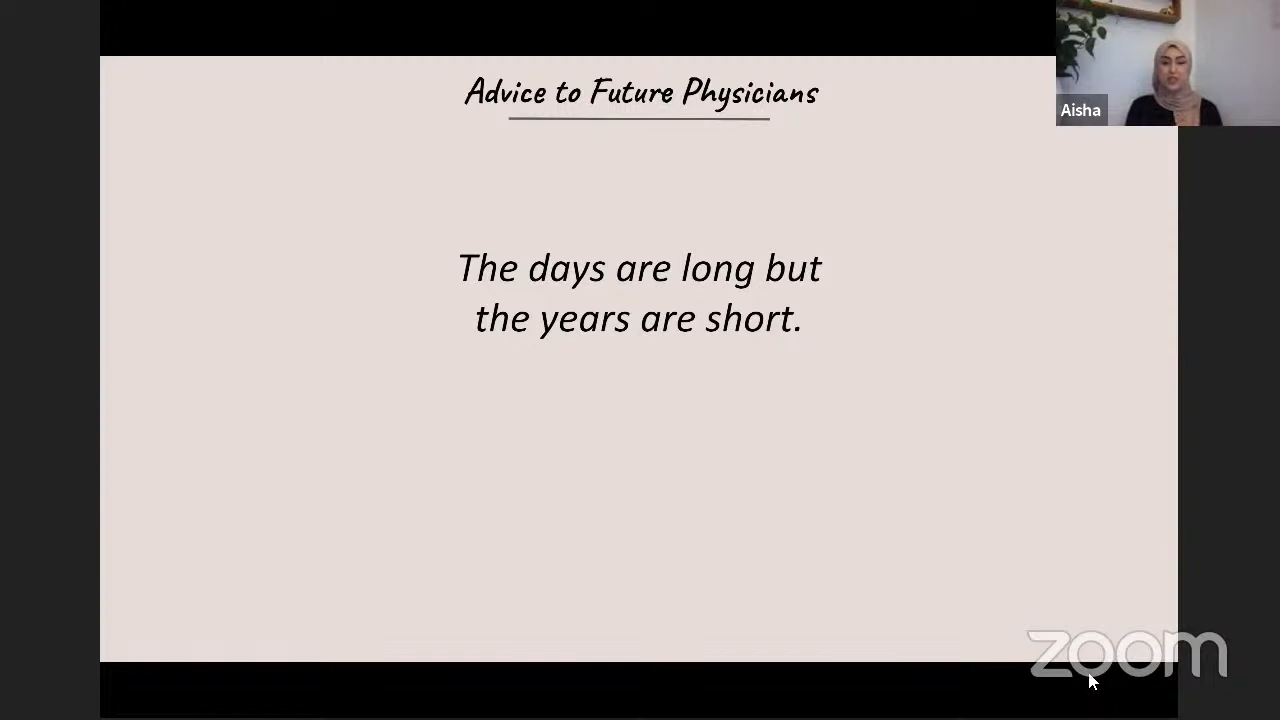 Advice to Future Physicians
Aisha
The days are long but
the years are short.
zoom